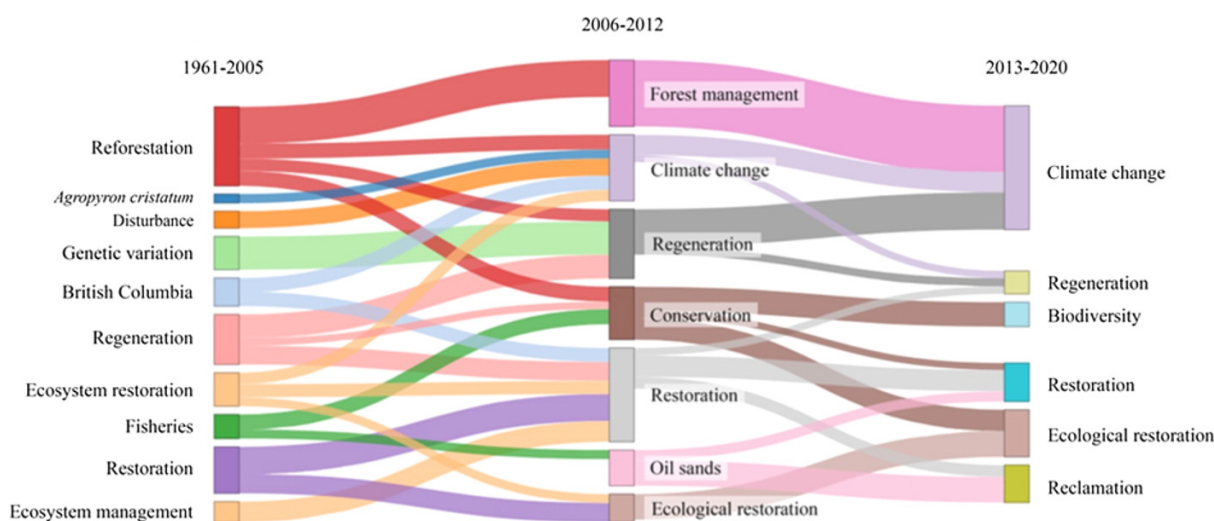 2006-2012
1961-2005
2013-2020
Reforestation
Agropyron cristatum
Disturbance
Genetic variation
British Columbia
Regeneration
Ecosystem restoration
Fisheries
Restoration
Ecosystem management
Forest management
Climate change
Regeneration
Conservation
Restoration
Oil sands
Ecological restoration
Climate change
Regeneration
Biodiversity
Restoration
Ecological restoration
Reclamation